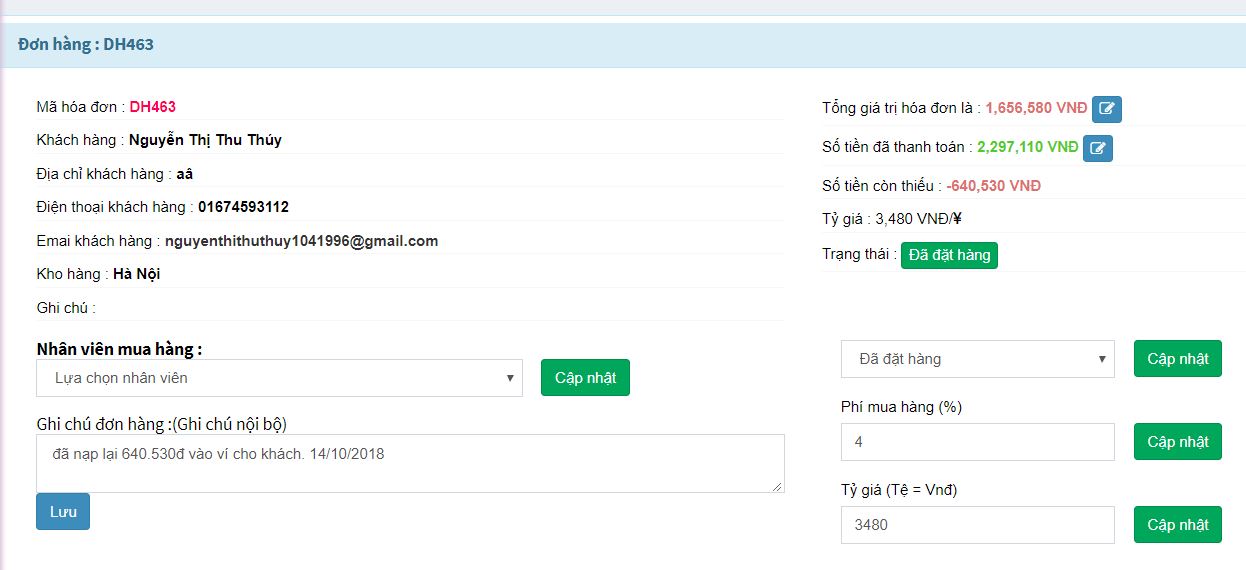 Đơn hàng : DH463
Mã hóa đơn : DH463
Khách hàng : Nguyễn Thị Thu Thúy
Địa chỉ khách hàng : aâ
Điện thoại khách hàng : 01674593112
Emai khách hàng : nguyenthithuthuy1041996@gmail.com
Kho hàng : Hà Nội
Ghi chú :
Nhân viên mua hàng :
Lựa chọn nhân viên
Cập nhật
Ghi chú đơn hàng :(Ghi chú nội bộ)
đã nạp lại 640.530đ vào ví cho khách. 14/10/2018
Lưu
Tổng giá trị hóa đơn là : 1,656,580 VNĐ
Số tiền đã thanh toán : 2,297,110 VNĐ
Số tiền còn thiếu : -640,530 VNĐ
Tỷ giá : 3,480 VNĐ/¥
Trạng thái : Đã đặt hàng
Đã đặt hàng
Cập nhật
Phí mua hàng (%)
4
Cập nhật
Tỷ giá (Tệ = Vnđ)
3480
Cập nhật